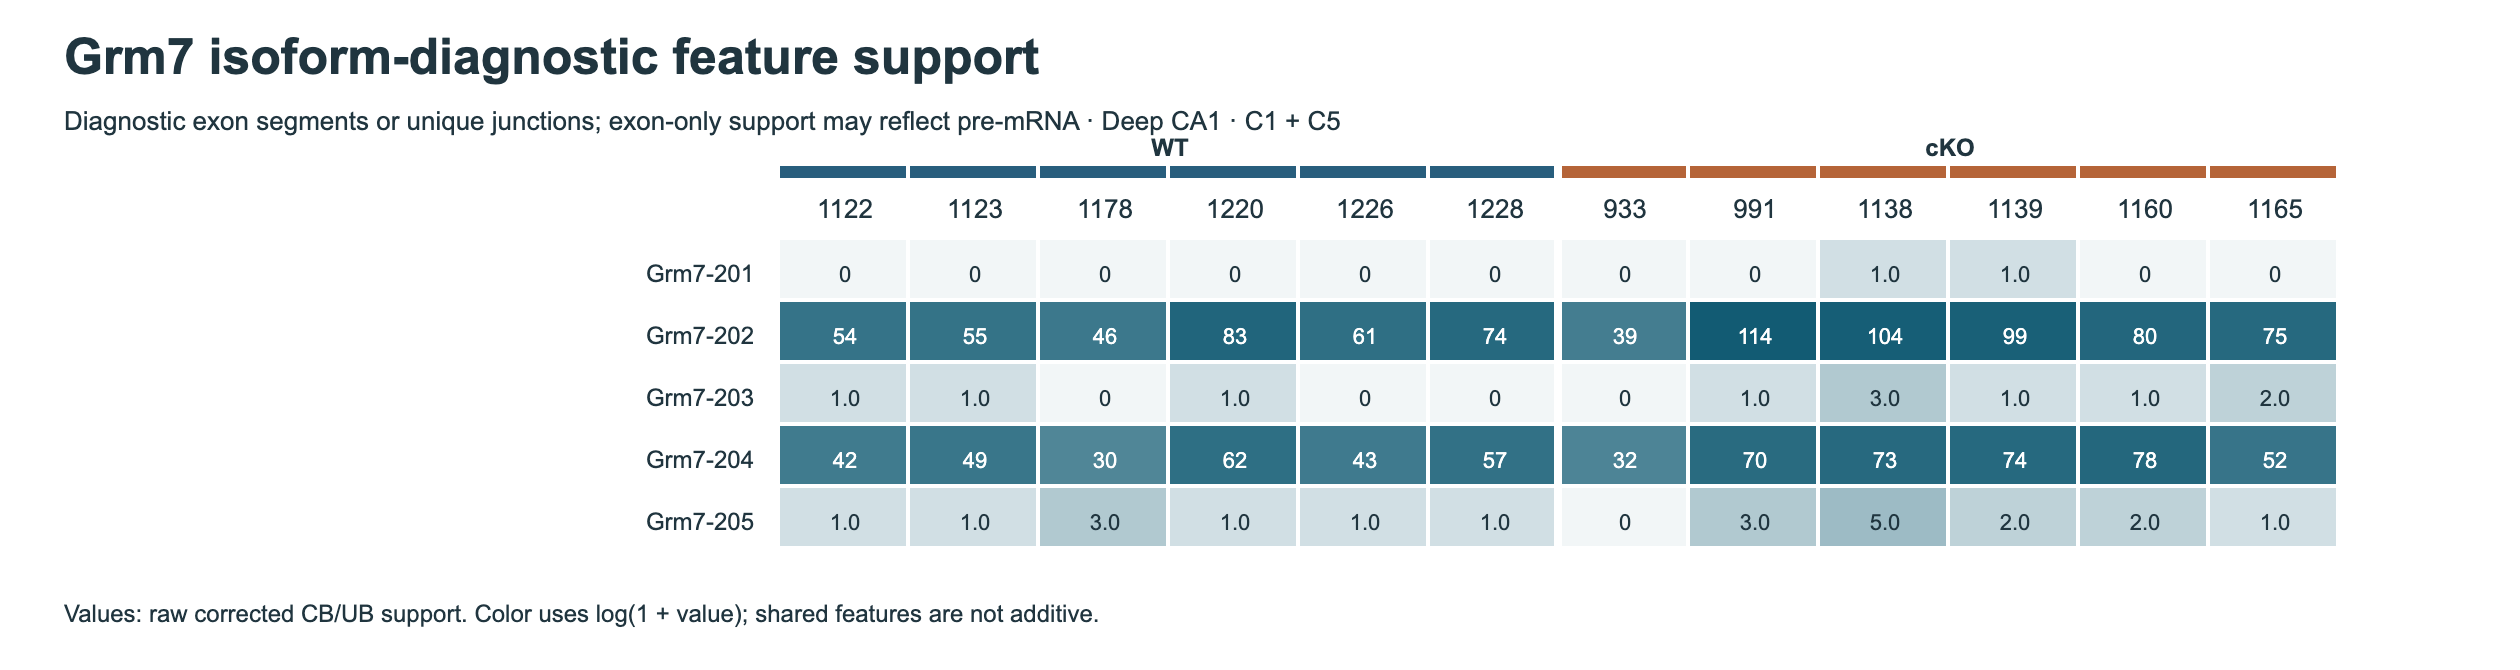 Grm7 isoform-diagnostic feature support
Diagnostic exon segments or unique junctions; exon-only support may reflect pre-mRNA · Deep CA1 · C1 + C5
WT cKO
1122 1123 1178 1220 1226 1228 933 991 1138 1139 1160 1165
Grm7-201 0 0 0 0 0 0 0 0 1.0 1.0 0 0
Grm7-202 54 55 46 83 61 74 39 114 104 99 80 75
Grm7-203 1.0 1.0 0 1.0 0 0 0 1.0 3.0 1.0 1.0 2.0
Grm7-204 42 49 30 62 43 57 32 70 73 74 78 52
Grm7-205 1.0 1.0 3.0 1.0 1.0 1.0 0 3.0 5.0 2.0 2.0 1.0
Values: raw corrected CB/UB support. Color uses log(1 + value); shared features are not additive.